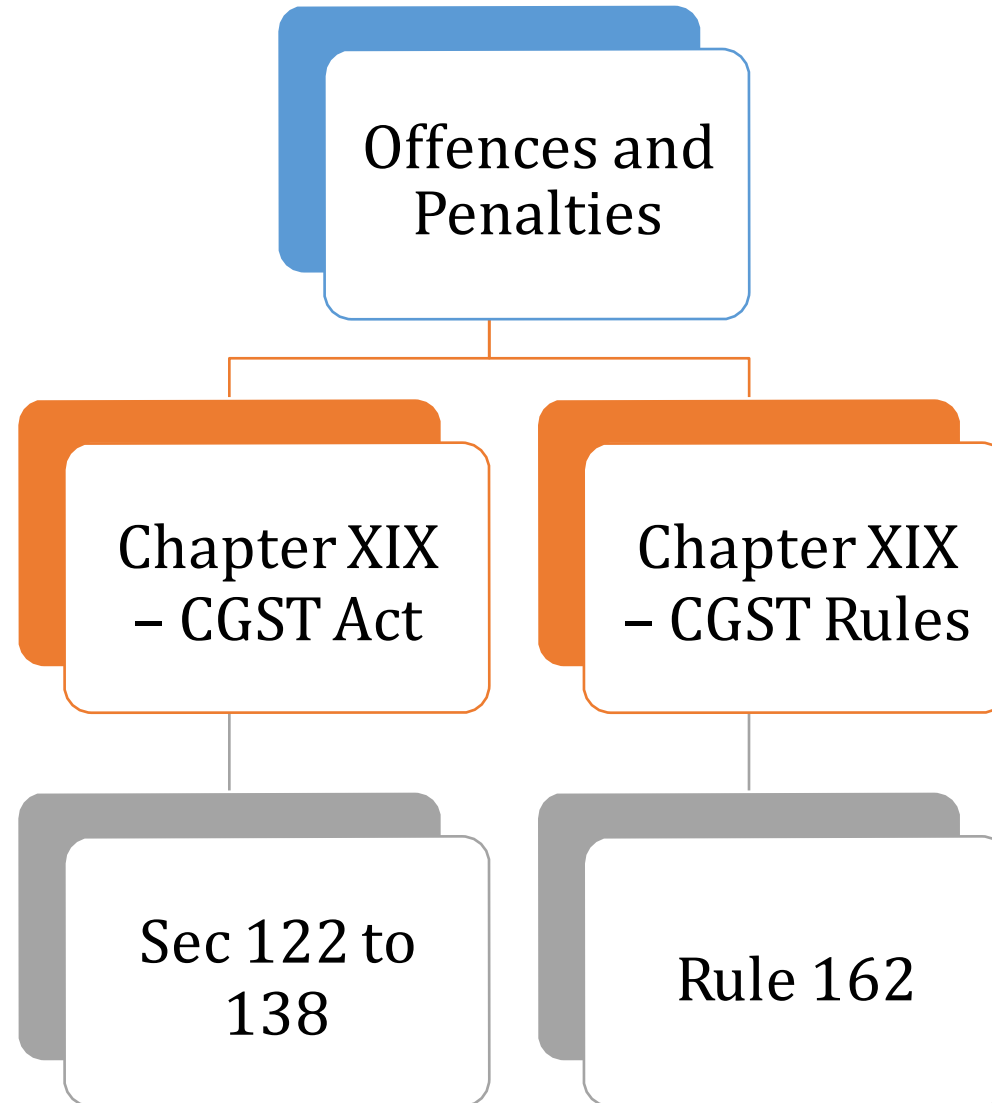 Offences and
Penalties
Chapter XIX
– CGST Act
Chapter XIX
– CGST Rules
Sec 122 to
138
Rule 162